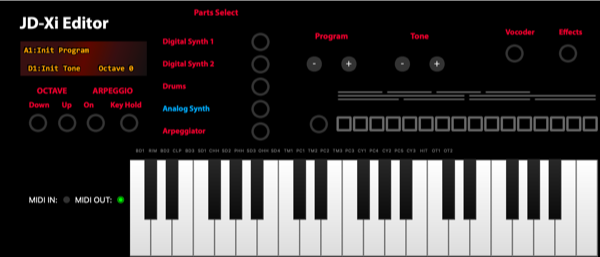 Parts Select
JD-Xi Editor
A1:Init Program
D1:Init Tone Octave 0
OCTAVE ARPEGGIO
Down Up On Key Hold
Digital Synth 1
Digital Synth 2
Drums
Analog Synth
Arpeggiator
Program Tone
- + - +
Vocoder Effects
BD1 RIM BD2 CLP BD3 SD1 CHH SD2 PHH SD3 OHH SD4 TM1 PC1 TM2 PC2 TM3 PC3 CY1 PC4 CY2 PC5 CY3 HIT OT1 OT2
MIDI IN: MIDI OUT: